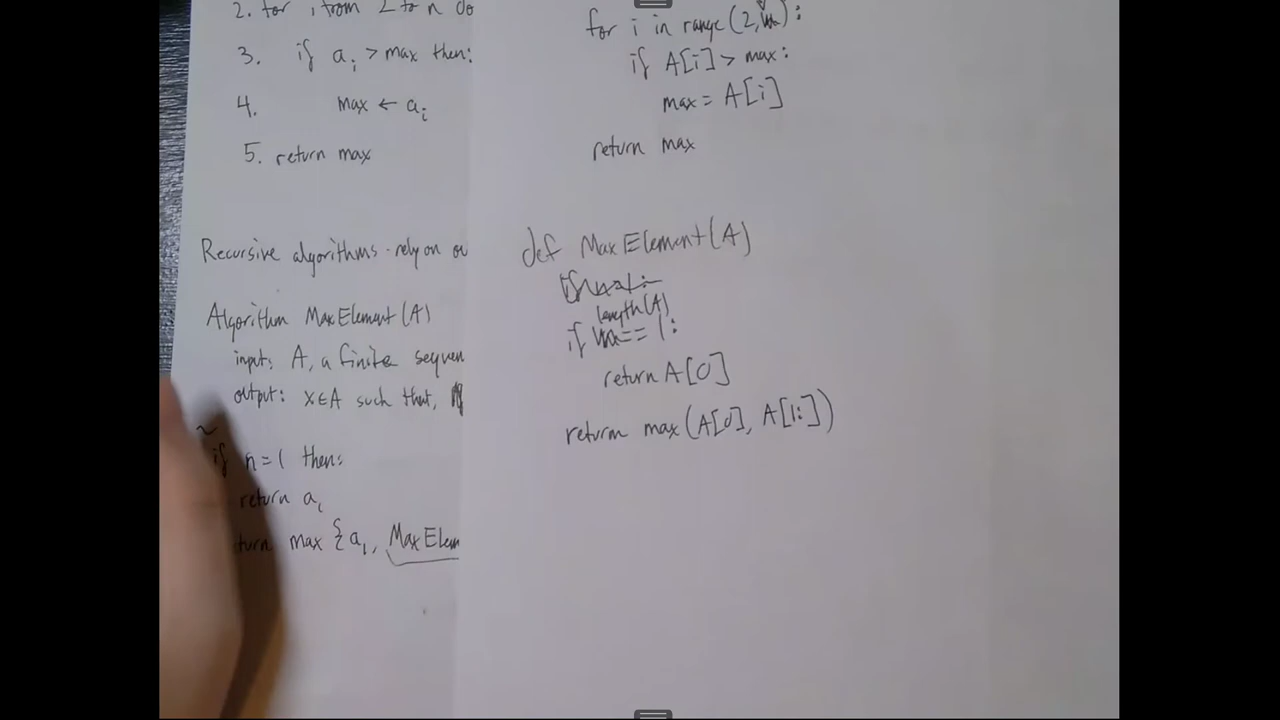 2. for i from 2 to n do
3. if aᵢ > max then:
4. max ← aᵢ
5. return max
Recursive algorithms - rely on
Algorithm MaxElement(A)
input: A, a finite sequen
output: x∈A such that,
if n=1 then:
return a₁
turn max {a₁, MaxElem
for i in range(2, 
if A[i] > max:
max = A[i]
return max
def MaxElement(A)
length(A)
if == 1:
return A[0]
return max(A[0], A[1:])